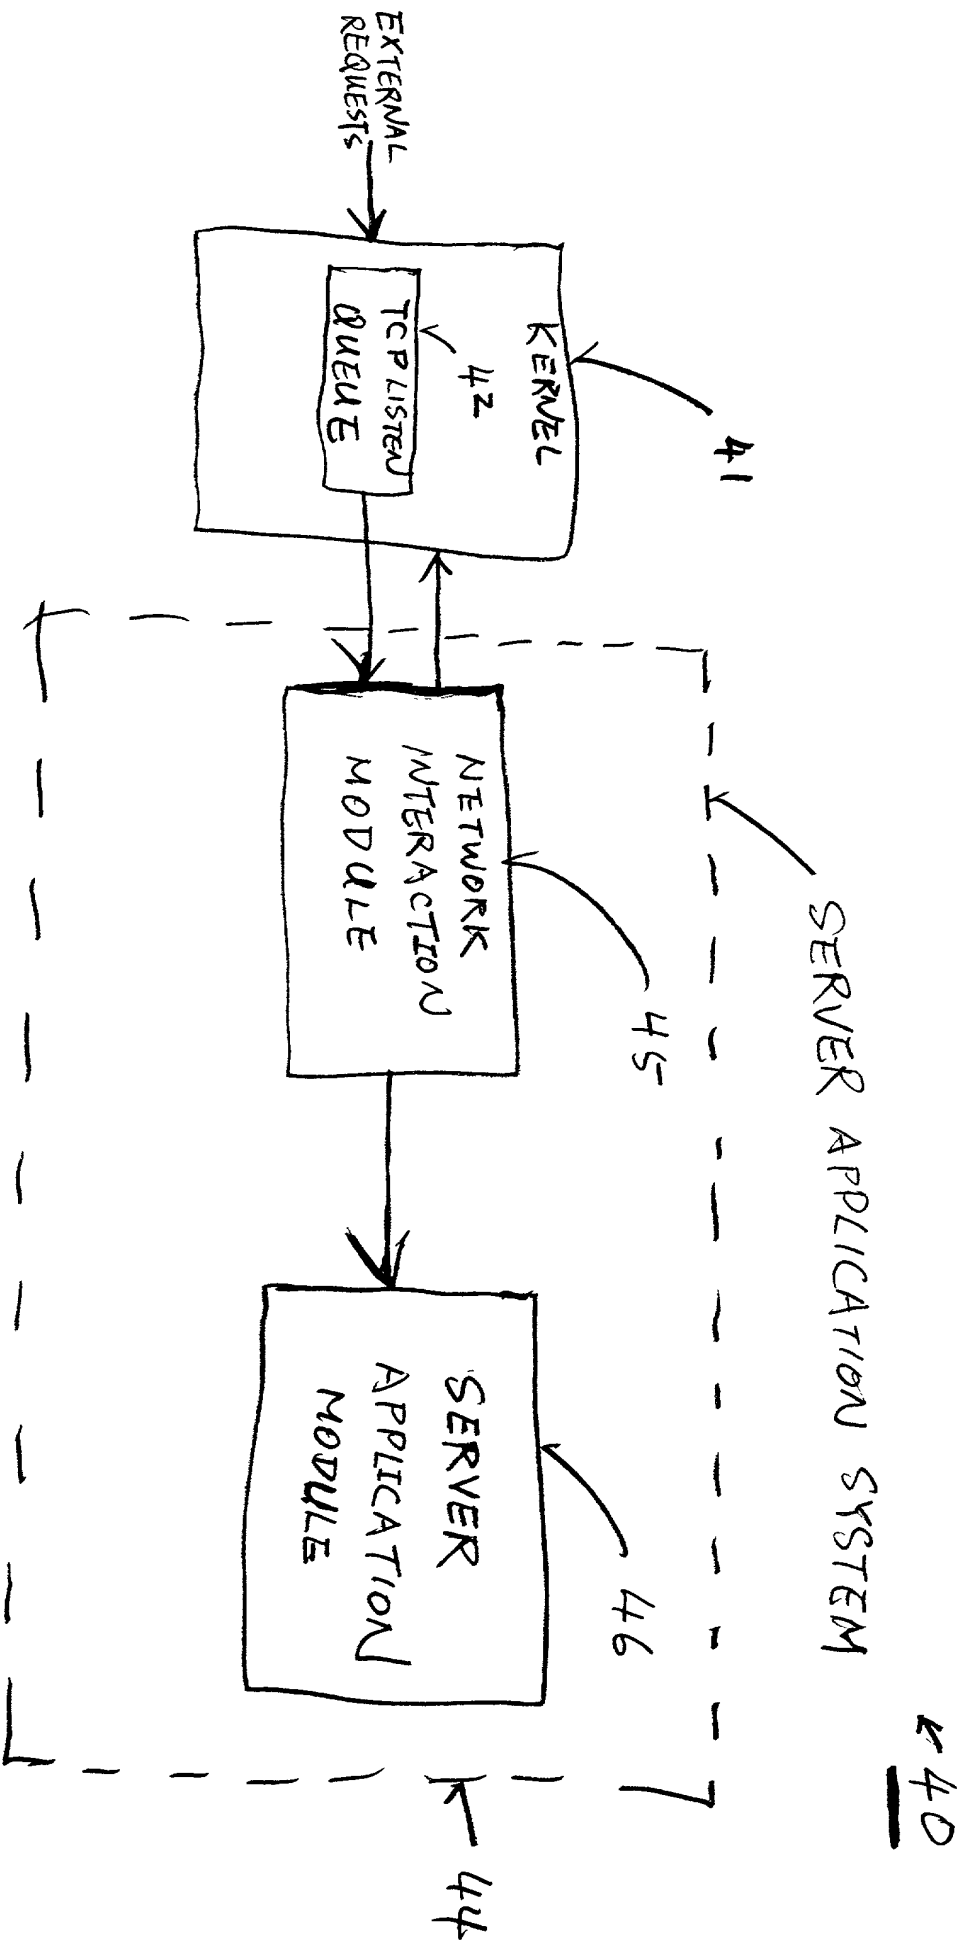 40
SERVER APPLICATION SYSTEM
41
KERNEL
42
TCP LISTEN
QUEUE
EXTERNAL
REQUESTS
45
NETWORK
INTERACTION
MODULE
46
SERVER
APPLICATION
MODULE
44